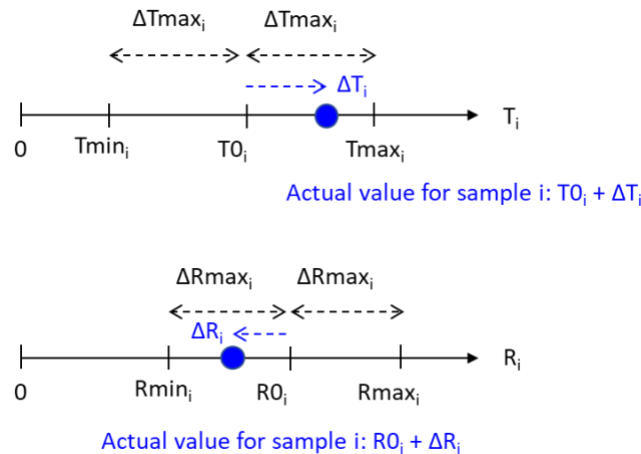 ΔTmaxᵢ ΔTmaxᵢ
ΔTᵢ
0 Tminᵢ T0ᵢ Tmaxᵢ Tᵢ
Actual value for sample i: T0ᵢ + ΔTᵢ
ΔRmaxᵢ ΔRmaxᵢ
ΔRᵢ
0 Rminᵢ R0ᵢ Rmaxᵢ Rᵢ
Actual value for sample i: R0ᵢ + ΔRᵢ